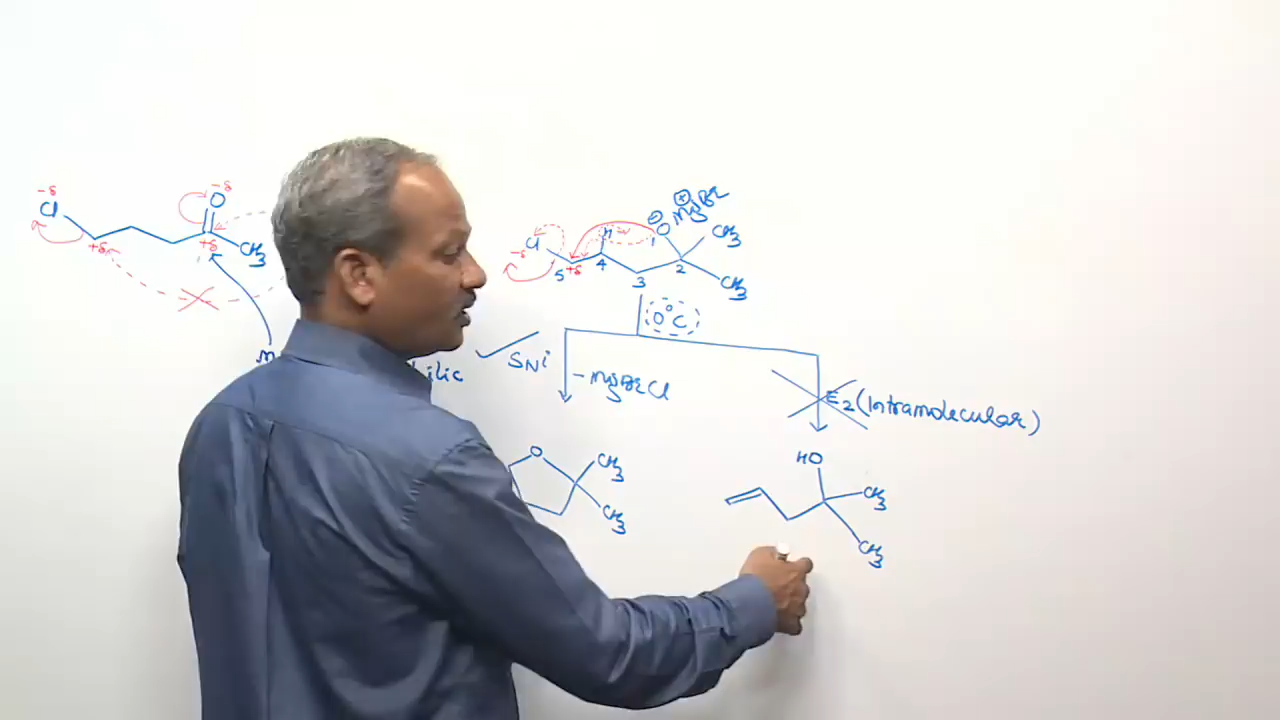 -δ
Cl
+δ
-δ
O
+δ
CH3
⊖ ⊕
MgBr
-δ
Cl
H
1
O
CH3
5
+δ
4
3
2
CH3
0°C
✓ SNi
- MgBrCl
E2 (Intramolecular)
O
CH3
CH3
HO
CH3
CH3